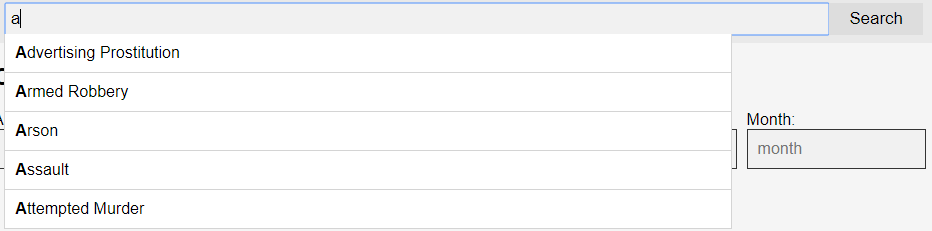 a Search
Advertising Prostitution
Armed Robbery
Month:
Arson
month
Assault
Attempted Murder